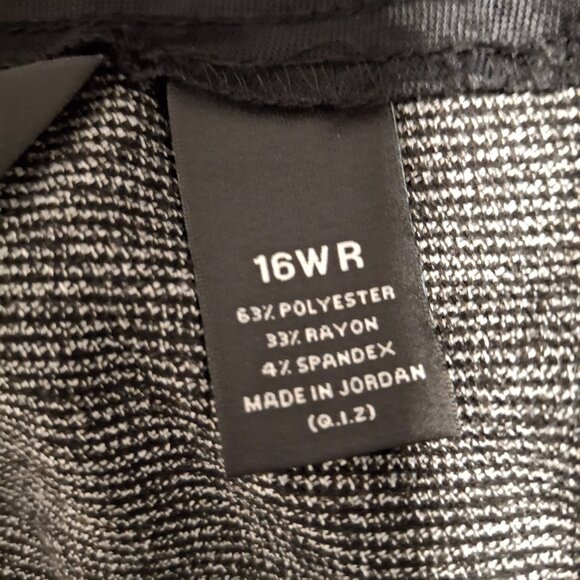 16W R
63% POLYESTER
33% RAYON
4% SPANDEX
MADE IN JORDAN
(Q.I.Z)